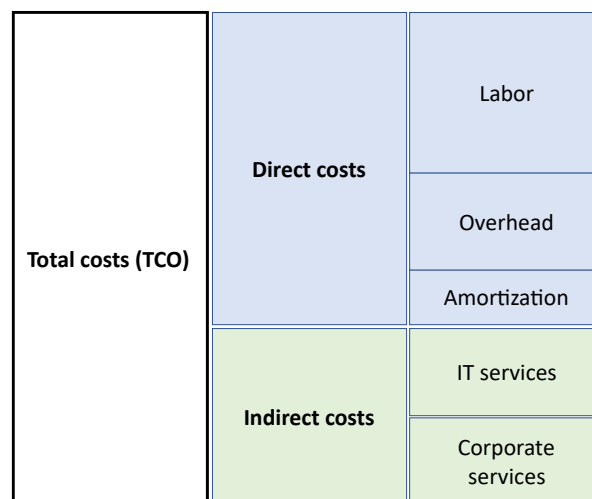 Total costs (TCO)
Direct costs
Labor
Overhead
Amortization
Indirect costs
IT services
Corporate
services